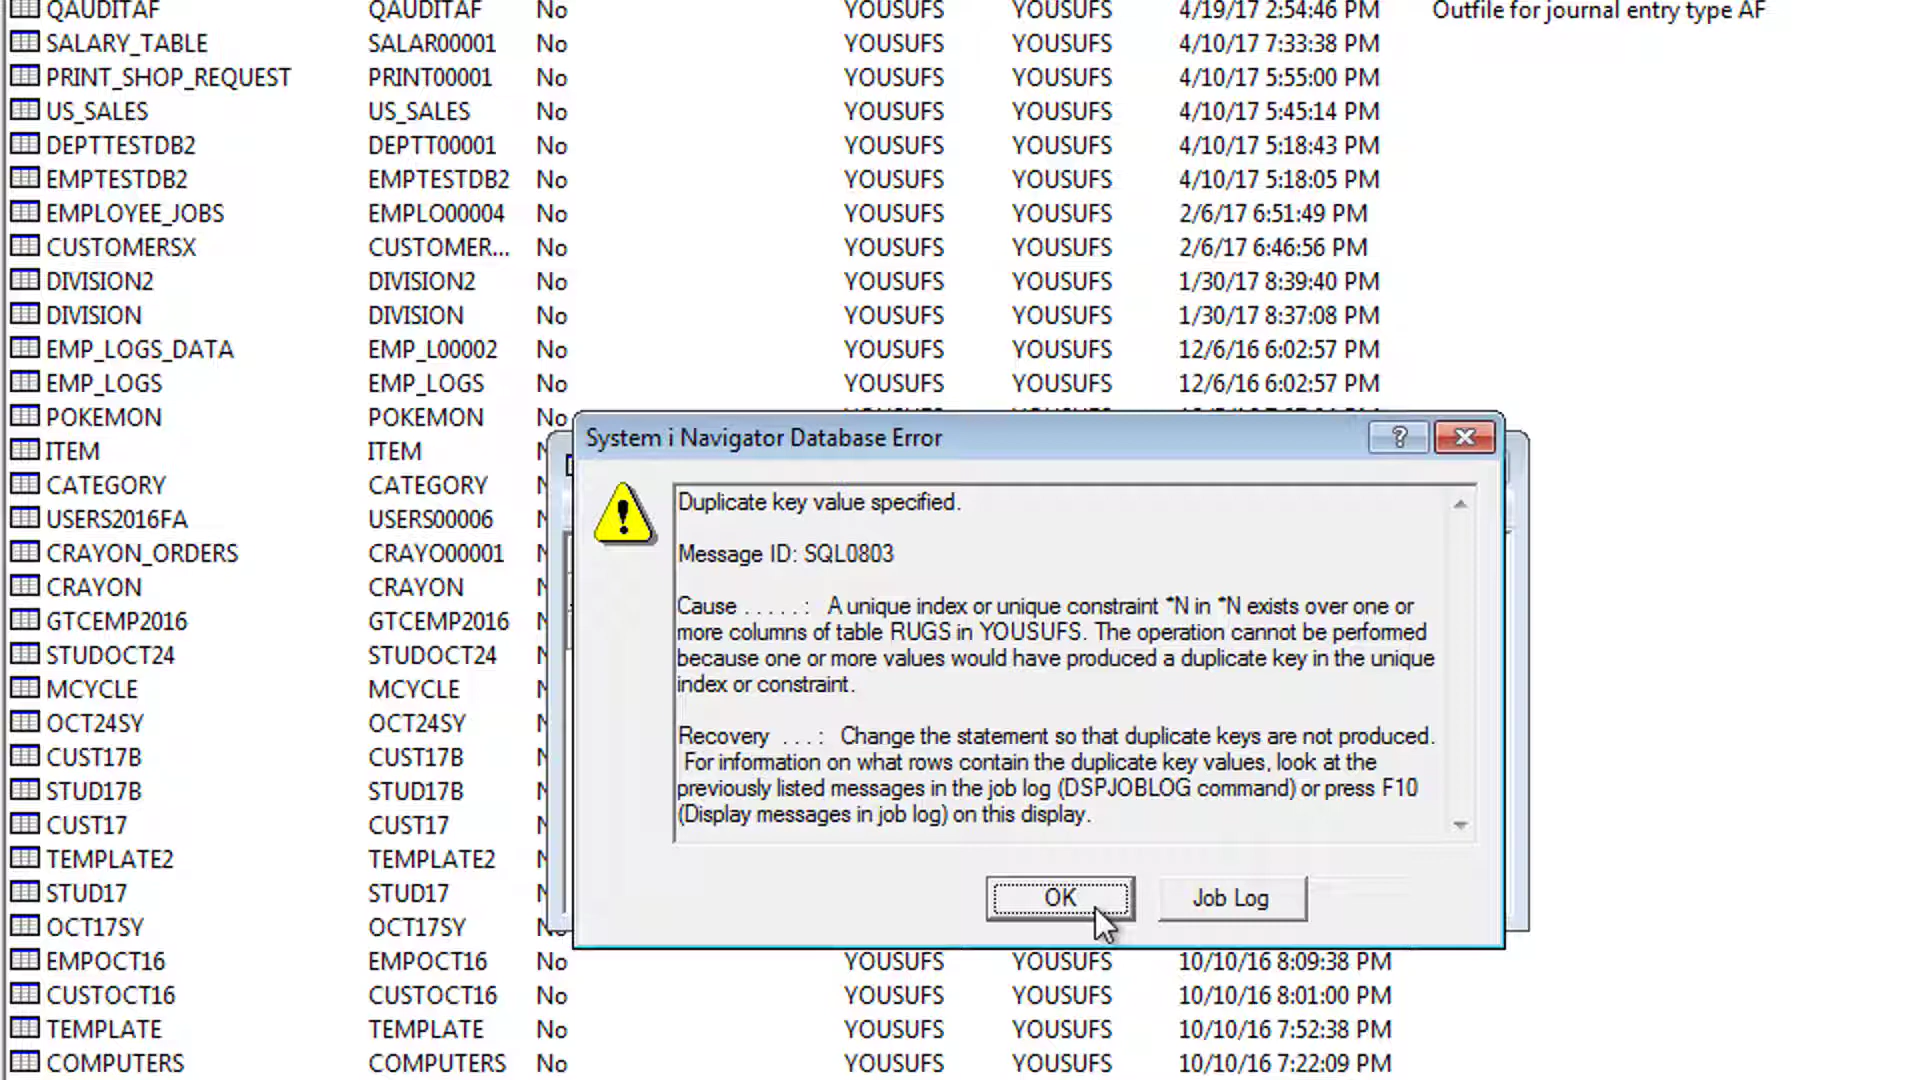 QAUDITAF QAUDITAF No YOUSUFS YOUSUFS 4/19/17 2:54:46 PM Outfile for journal entry type AF
SALARY_TABLE SALAR00001 No YOUSUFS YOUSUFS 4/10/17 7:33:38 PM
PRINT_SHOP_REQUEST PRINT00001 No YOUSUFS YOUSUFS 4/10/17 5:55:00 PM
US_SALES US_SALES No YOUSUFS YOUSUFS 4/10/17 5:45:14 PM
DEPTTESTDB2 DEPTT00001 No YOUSUFS YOUSUFS 4/10/17 5:18:43 PM
EMPTESTDB2 EMPTESTDB2 No YOUSUFS YOUSUFS 4/10/17 5:18:05 PM
EMPLOYEE_JOBS EMPLO00004 No YOUSUFS YOUSUFS 2/6/17 6:51:49 PM
CUSTOMERSX CUSTOMER... No YOUSUFS YOUSUFS 2/6/17 6:46:56 PM
DIVISION2 DIVISION2 No YOUSUFS YOUSUFS 1/30/17 8:39:40 PM
DIVISION DIVISION No YOUSUFS YOUSUFS 1/30/17 8:37:08 PM
EMP_LOGS_DATA EMP_L00002 No YOUSUFS YOUSUFS 12/6/16 6:02:57 PM
EMP_LOGS EMP_LOGS No YOUSUFS YOUSUFS 12/6/16 6:02:57 PM
POKEMON POKEMON No
ITEM ITEM
CATEGORY CATEGORY
USERS2016FA USERS00006
CRAYON_ORDERS CRAYO00001
CRAYON CRAYON
GTCEMP2016 GTCEMP2016
STUDOCT24 STUDOCT24
MCYCLE MCYCLE
OCT24SY OCT24SY
CUST17B CUST17B
STUD17B STUD17B
CUST17 CUST17
TEMPLATE2 TEMPLATE2
STUD17 STUD17
OCT17SY OCT17SY
EMPOCT16 EMPOCT16 No YOUSUFS YOUSUFS 10/10/16 8:09:38 PM
CUSTOCT16 CUSTOCT16 No YOUSUFS YOUSUFS 10/10/16 8:01:00 PM
TEMPLATE TEMPLATE No YOUSUFS YOUSUFS 10/10/16 7:52:38 PM
COMPUTERS COMPUTERS No YOUSUFS YOUSUFS 10/10/16 7:22:09 PM
System i Navigator Database Error
Duplicate key value specified.
Message ID: SQL0803
Cause . . . . . : A unique index or unique constraint *N in *N exists over one or
more columns of table RUGS in YOUSUFS. The operation cannot be performed
because one or more values would have produced a duplicate key in the unique
index or constraint.
Recovery . . . : Change the statement so that duplicate keys are not produced.
For information on what rows contain the duplicate key values, look at the
previously listed messages in the job log (DSPJOBLOG command) or press F10
(Display messages in job log) on this display.
OK Job Log